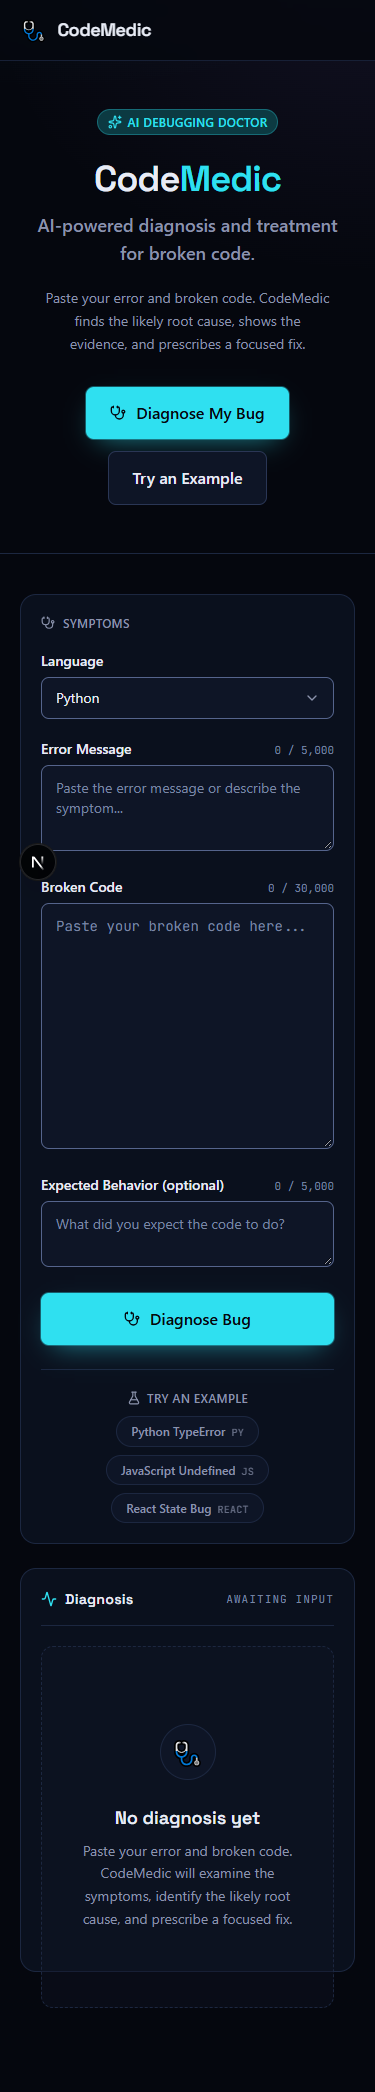 CodeMedic
AI DEBUGGING DOCTOR
CodeMedic
AI-powered diagnosis and treatment
for broken code.
Paste your error and broken code. CodeMedic
finds the likely root cause, shows the
evidence, and prescribes a focused fix.
Diagnose My Bug
Try an Example
SYMPTOMS
Language
Python
Error Message 0 / 5,000
Paste the error message or describe the
symptom...
N
Broken Code 0 / 30,000
Paste your broken code here...
Expected Behavior (optional) 0 / 5,000
What did you expect the code to do?
Diagnose Bug
TRY AN EXAMPLE
Python TypeError PY
JavaScript Undefined JS
React State Bug REACT
Diagnosis AWAITING INPUT
No diagnosis yet
Paste your error and broken code.
CodeMedic will examine the
symptoms, identify the likely root
cause, and prescribe a focused fix.